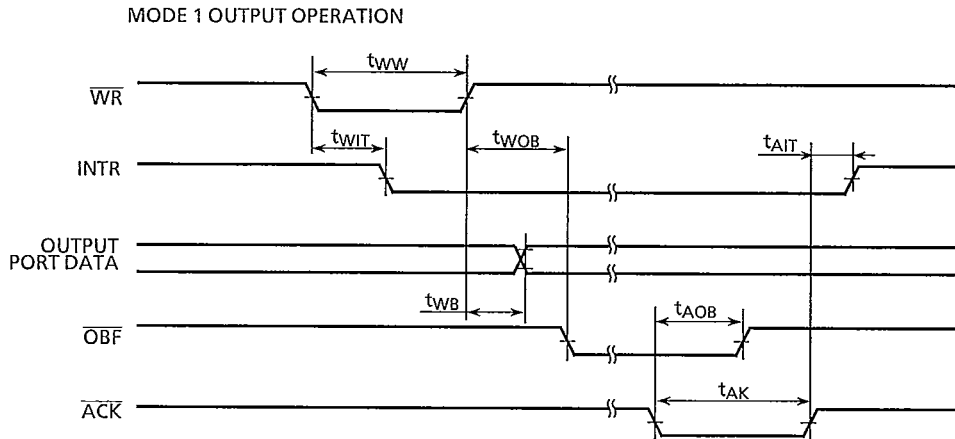 MODE 1 OUTPUT OPERATION
tWW
WR
tWIT
tWOB
tAIT
INTR
OUTPUT
PORT DATA
tWB
tAOB
OBF
tAK
ACK